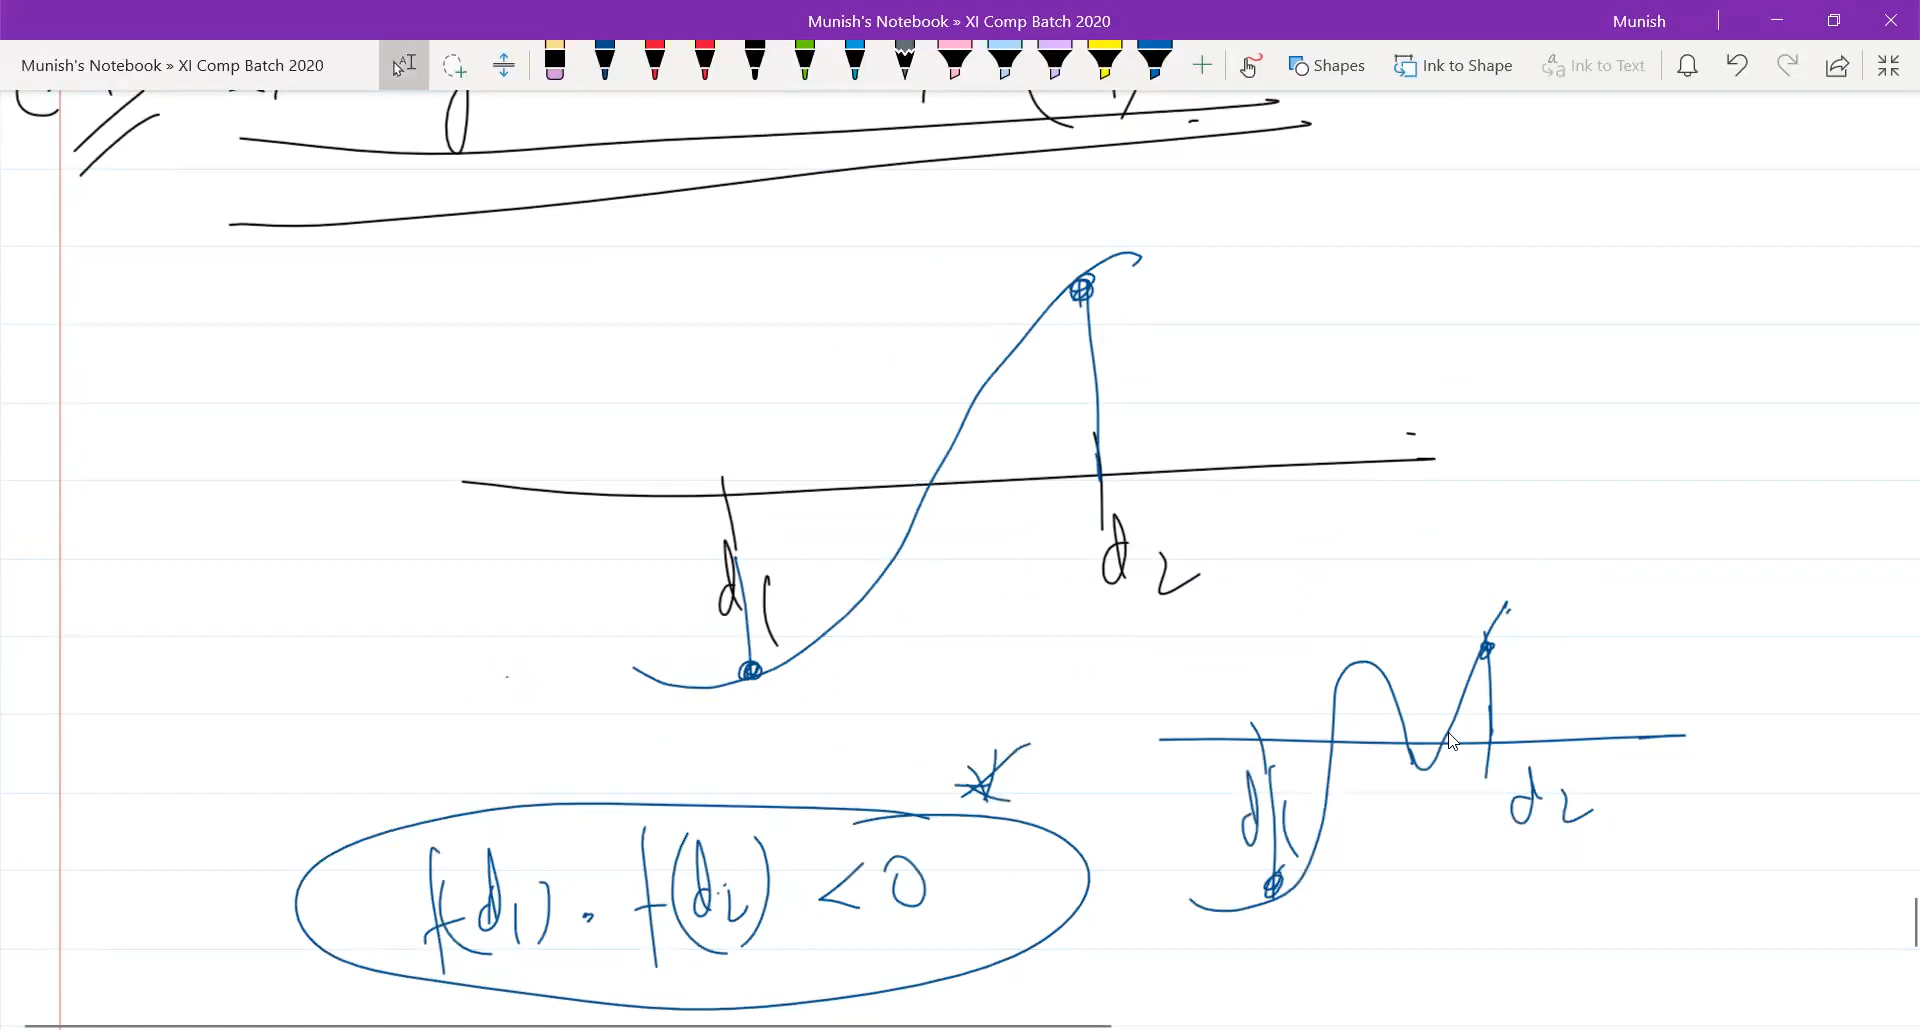 Munish's Notebook » XI Comp Batch 2020
Munish
Munish's Notebook » XI Comp Batch 2020
Shapes
Ink to Shape
Ink to Text
d1
d2
d1
d2
f(d1) . f(d2) < 0